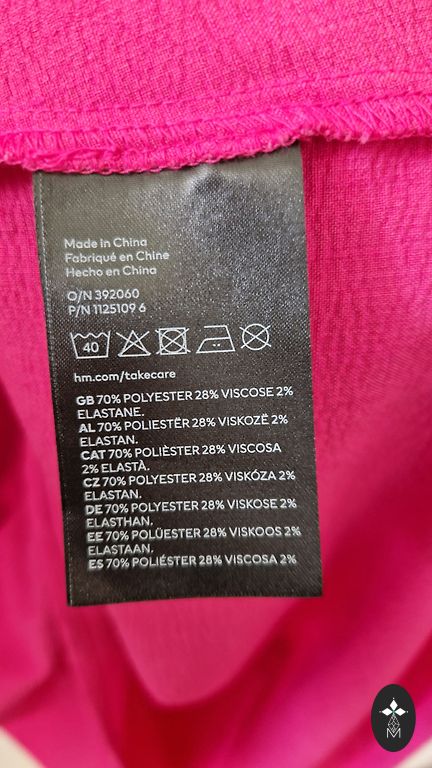 Made in China
Fabriqué en Chine
Hecho en China
O/N 392060
P/N 1125109 6
40
hm.com/takecare
GB 70% POLYESTER 28% VISCOSE 2%
ELASTANE.
AL 70% POLIESTËR 28% VISKOZË 2%
ELASTAN.
CAT 70% POLIÈSTER 28% VISCOSA
2% ELASTÀ.
CZ 70% POLYESTER 28% VISKÓZA 2%
ELASTAN.
DE 70% POLYESTER 28% VISKOSE 2%
ELASTHAN.
EE 70% POLÜESTER 28% VISKOOS 2%
ELASTAAN.
ES 70% POLIÉSTER 28% VISCOSA 2%
M